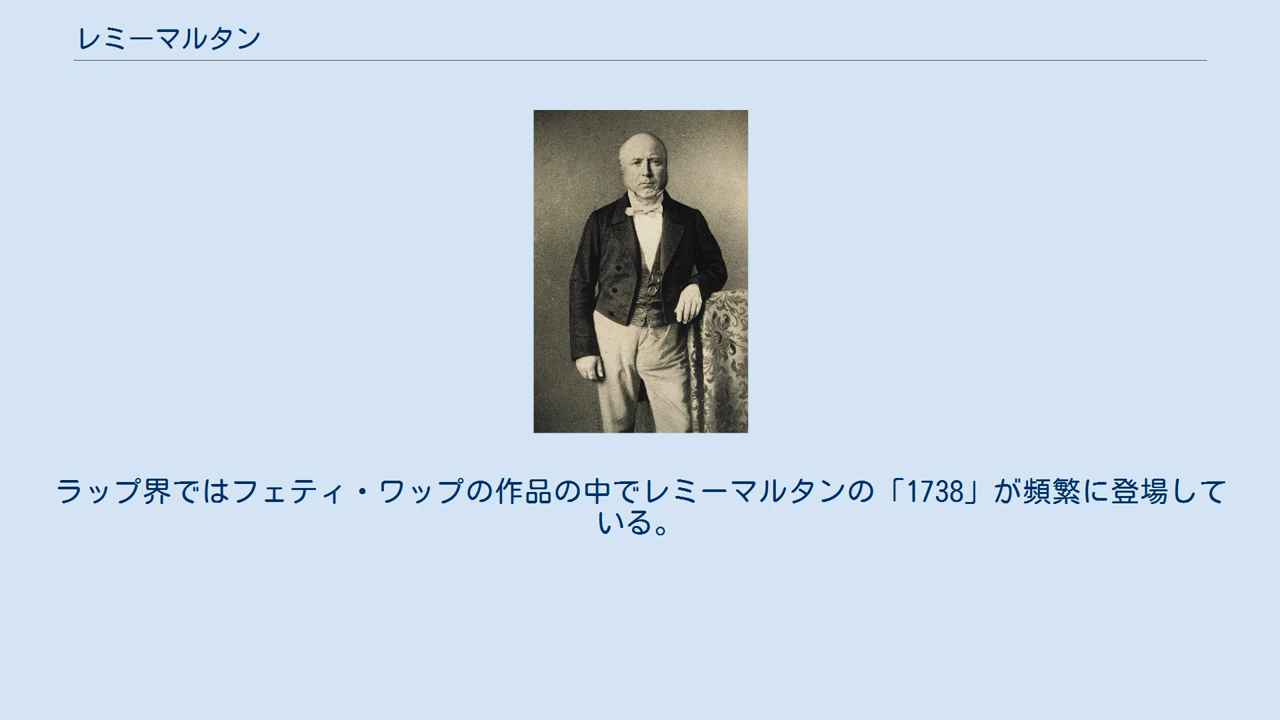 レミーマルタン
ラップ界ではフェティ・ワップの作品の中でレミーマルタンの「1738」が頻繁に登場して
いる。